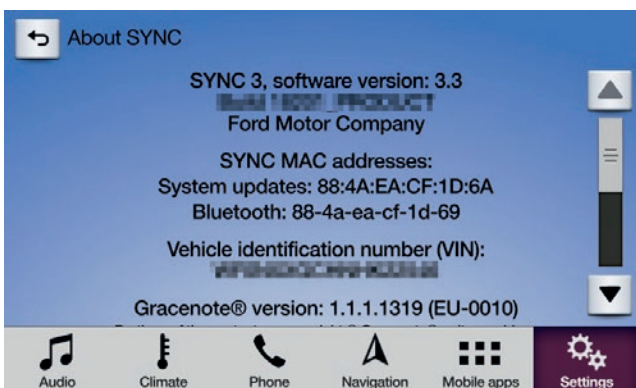 About SYNC
SYNC 3, software version: 3.3
Ford Motor Company
SYNC MAC addresses:
System updates: 88:4A:EA:CF:1D:6A
Bluetooth: 88-4a-ea-cf-1d-69
Vehicle identification number (VIN):
Gracenote® version: 1.1.1.1319 (EU-0010)
Audio
Climate
Phone
Navigation
Mobile apps
Settings